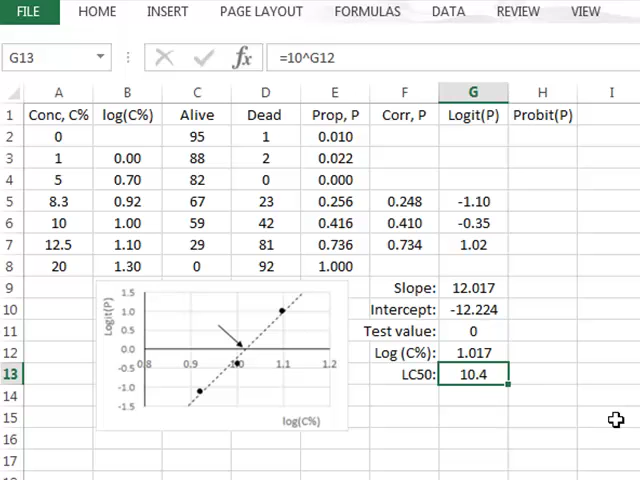 FILE HOME INSERT PAGE LAYOUT FORMULAS DATA REVIEW VIEW
G13 fx =10^G12
A B C D E F G H I
1 Conc, C% log(C%) Alive Dead Prop, P Corr, P Logit(P) Probit(P)
2 0 95 1 0.010
3 1 0.00 88 2 0.022
4 5 0.70 82 0 0.000
5 8.3 0.92 67 23 0.256 0.248 -1.10
6 10 1.00 59 42 0.416 0.410 -0.35
7 12.5 1.10 29 81 0.736 0.734 1.02
8 20 1.30 0 92 1.000
9 Slope: 12.017
10 Intercept: -12.224
11 Test value: 0
12 Log (C%): 1.017
13 LC50: 10.4
14
15
16
17
Logit(P)
1.5
1.0
0.5
0.0
-0.5
-1.0
-1.5
0.8 0.9 1.0 1.1 1.2
log(C%)